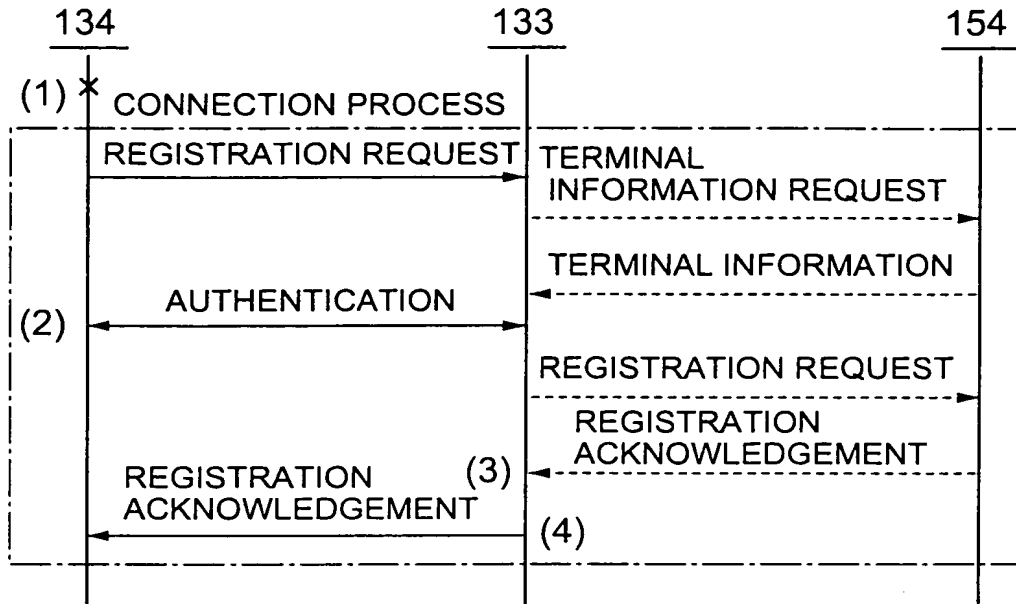 134 133 154
(1)
CONNECTION PROCESS
REGISTRATION REQUEST
TERMINAL
INFORMATION REQUEST
TERMINAL INFORMATION
AUTHENTICATION
(2)
REGISTRATION REQUEST
REGISTRATION
ACKNOWLEDGEMENT
(3)
REGISTRATION
ACKNOWLEDGEMENT
(4)